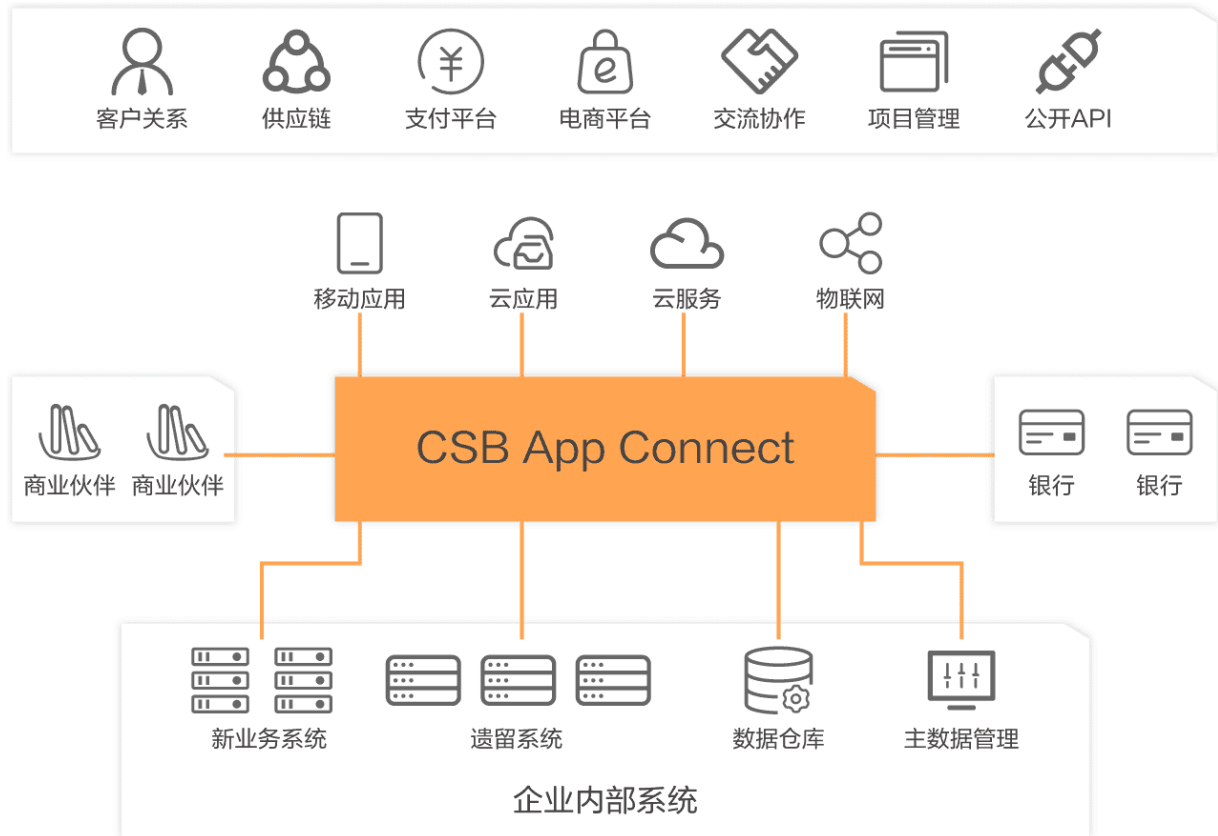 客户关系
供应链
支付平台
电商平台
交流协作
项目管理
公开API
移动应用
云应用
云服务
物联网
商业伙伴
商业伙伴
CSB App Connect
银行
银行
新业务系统
遗留系统
数据仓库
主数据管理
企业内部系统